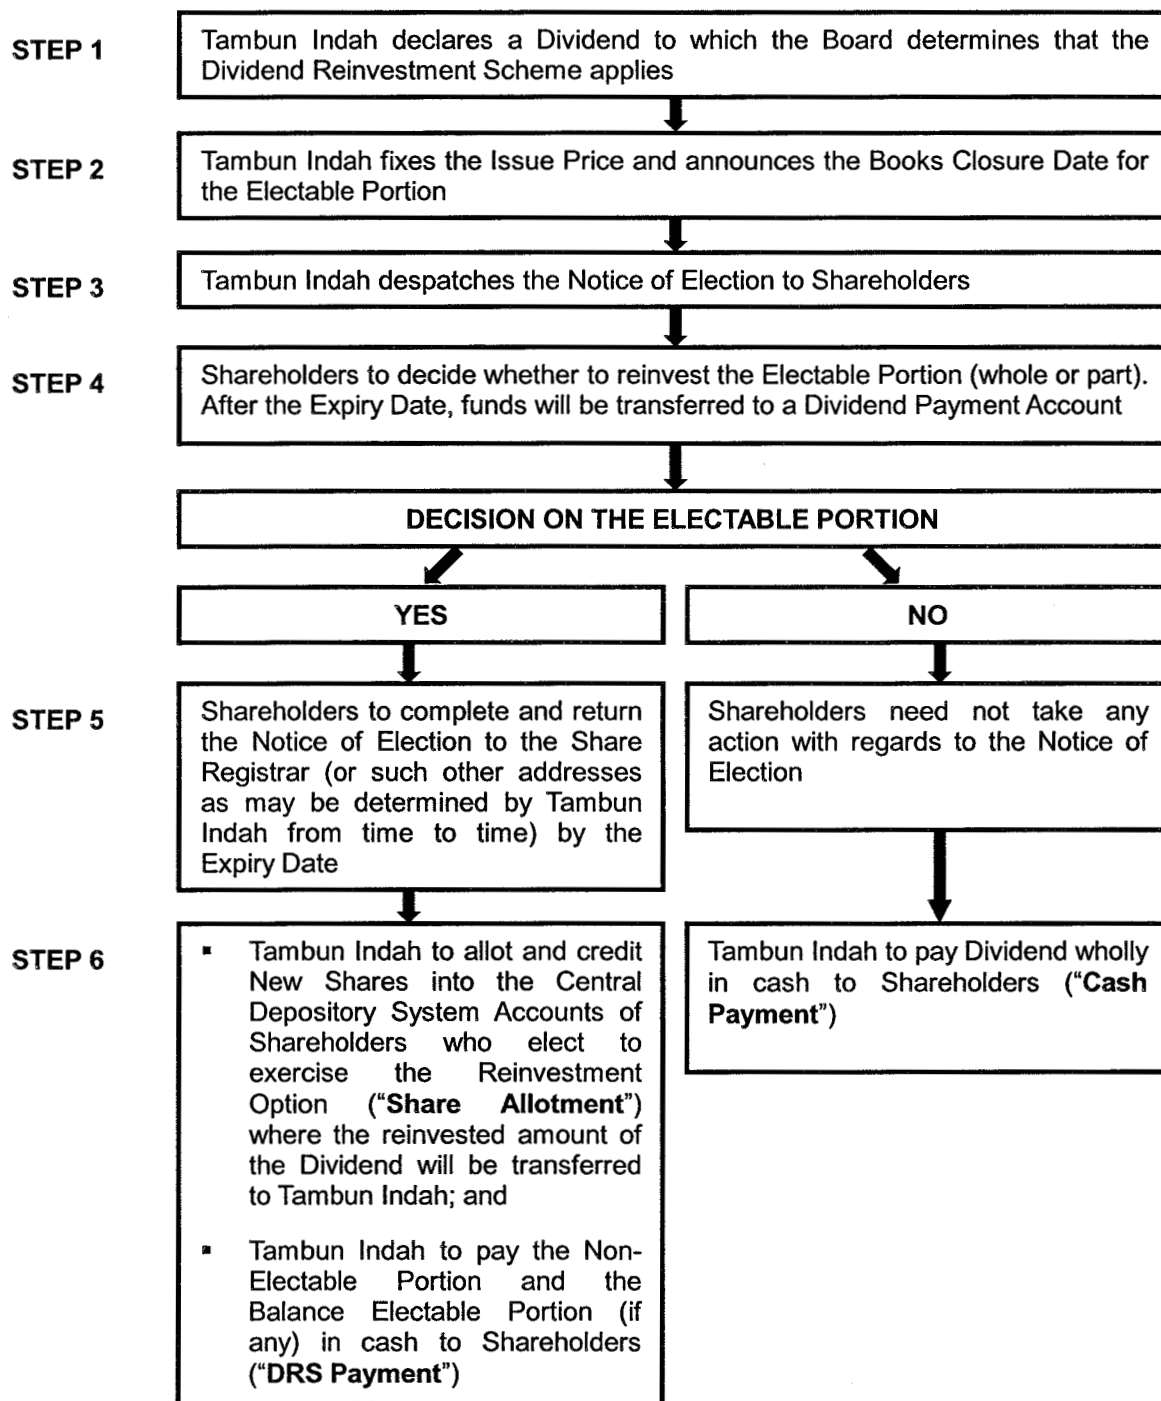 STEP 1
Tambun Indah declares a Dividend to which the Board determines that the
Dividend Reinvestment Scheme applies
STEP 2
Tambun Indah fixes the Issue Price and announces the Books Closure Date for
the Electable Portion
STEP 3
Tambun Indah despatches the Notice of Election to Shareholders
STEP 4
Shareholders to decide whether to reinvest the Electable Portion (whole or part).
After the Expiry Date, funds will be transferred to a Dividend Payment Account
DECISION ON THE ELECTABLE PORTION
YES
NO
STEP 5
Shareholders to complete and return
the Notice of Election to the Share
Registrar (or such other addresses
as may be determined by Tambun
Indah from time to time) by the
Expiry Date
Shareholders need not take any
action with regards to the Notice of
Election
STEP 6
▪ Tambun Indah to allot and credit
New Shares into the Central
Depository System Accounts of
Shareholders who elect to
exercise the Reinvestment
Option (“Share Allotment”)
where the reinvested amount of
the Dividend will be transferred
to Tambun Indah; and
▪ Tambun Indah to pay the Non-
Electable Portion and the
Balance Electable Portion (if
any) in cash to Shareholders
(“DRS Payment”)
Tambun Indah to pay Dividend wholly
in cash to Shareholders (“Cash
Payment”)